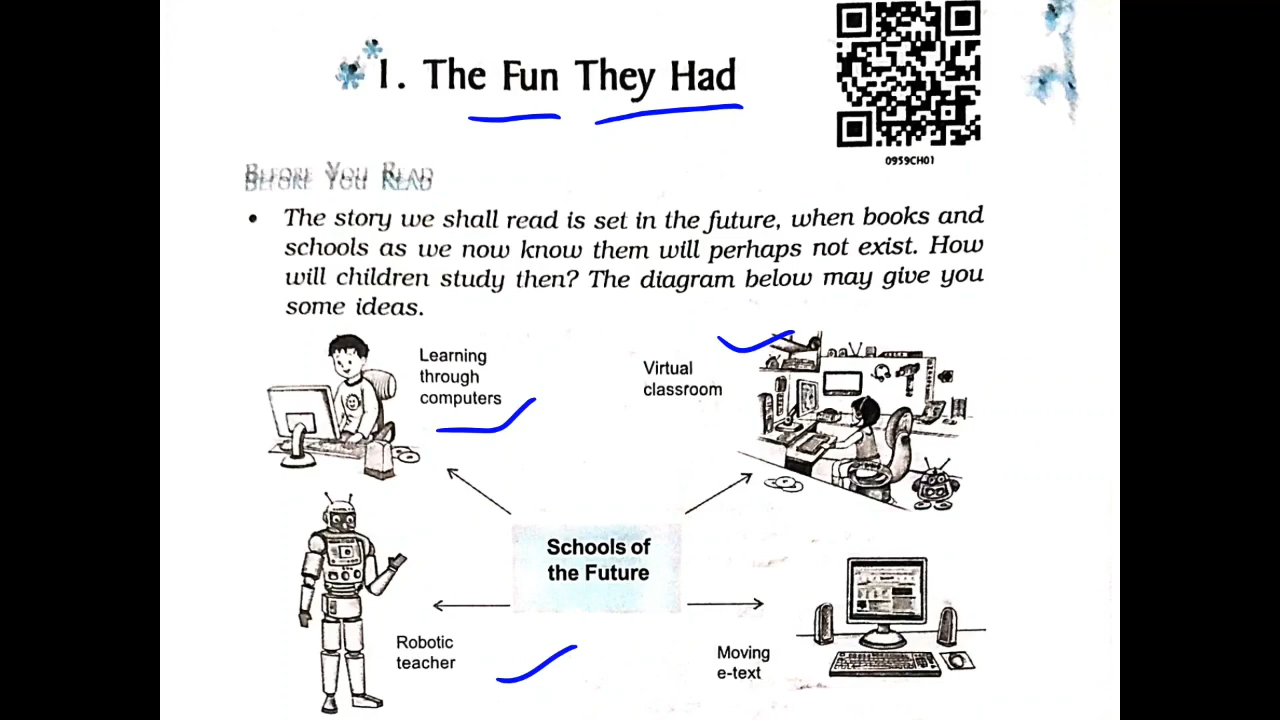 1. The Fun They Had
0959CH01
BEFORE YOU READ
• The story we shall read is set in the future, when books and
schools as we now know them will perhaps not exist. How
will children study then? The diagram below may give you
some ideas.
Learning
through
computers
Virtual
classroom
Schools of
the Future
Robotic
teacher
Moving
e-text